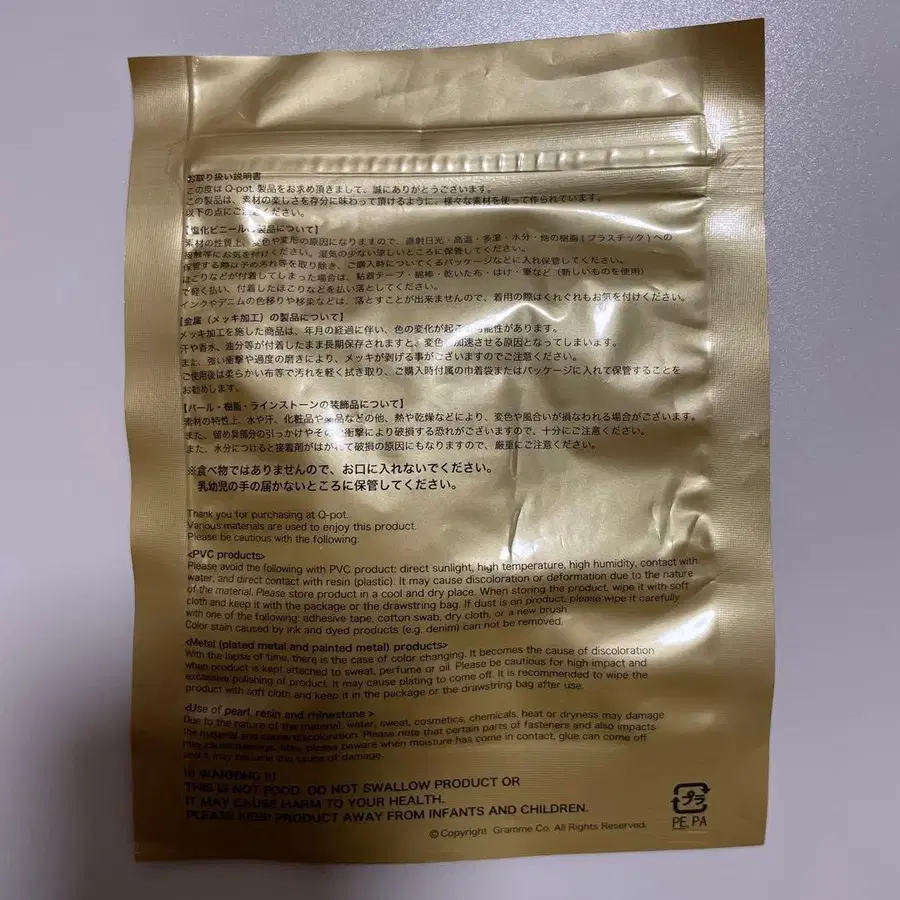 お取り扱い説明書
この度は Q-pot. 製品をお求め頂きまして、誠にありがとうございます。
この製品は、素材の楽しさを存分に味わって頂けるように、様々な素材を使って作られています。
以下の点にご注意ください。
【塩化ビニールの製品について】
素材の性質上、変色や変形の原因になりますので、直射日光・高温・多湿・水分・他の樹脂(プラスチック)への
接触等にお気を付けください。湿気の少ない涼しいところに保管してください。
保管する際は予め汚れ等を取り除き、ご購入時についてくるパッケージなどに入れ保管してください。
ほこりなどが付着してしまった場合は、粘着テープ・綿棒・乾いた布・はけ・筆など(新しいものを使用)
で軽く払い、付着したほこりなどを払い落としてください。
インクやデニムの色移りや移染などは、落とすことが出来ませんので、着用の際はくれぐれもお気を付けください。
【金属(メッキ加工)の製品について】
メッキ加工を施した商品は、年月の経過に伴い、色の変化が起こる可能性があります。
汗や香水、油分等が付着したまま長期保存されますと、変色を加速させる原因となってしまいます。
また、強い衝撃や過度の磨きにより、メッキが剥げる事がございますのでご注意ください。
ご使用後は柔らかい布等で汚れを軽く拭き取り、ご購入時付属の巾着袋またはパッケージに入れて保管することを
お勧めします。
【パール・樹脂・ラインストーンの装飾品について】
素材の特性上、水や汗、化粧品や薬品などの他、熱や乾燥などにより、変色や風合いが損なわれる場合がございます。
また、留め具部分の引っかけやその他衝撃により破損する恐れがございますので、十分にご注意ください。
また、水分につけると接着剤がはがれて破損の原因にもなりますので、厳重にご注意ください。
※食べ物ではありませんので、お口に入れないでください。
乳幼児の手の届かないところに保管してください。
Thank you for purchasing at Q-pot.
Various materials are used to enjoy this product.
Please be cautious with the following.
<PVC products>
Please avoid the following with PVC product: direct sunlight, high temperature, high humidity, contact with
water, and direct contact with resin (plastic). It may cause discoloration or deformation due to the nature
of the material. Please store product in a cool and dry place. When storing the product, wipe it with soft
cloth and keep it with the package or the drawstring bag. If dust is on product, please wipe it carefully
with one of the following: adhesive tape, cotton swab, dry cloth, or a new brush
Color stain caused by ink and dyed products (e.g. denim) can not be removed.
<Metal (plated metal and painted metal) products>
With the lapse of time, there is the case of color changing. It becomes the cause of discoloration
when product is kept attached to sweat, perfume or oil. Please be cautious for high impact and
excessive polishing of product. It may cause plating to come off. It is recommended to wipe the
product with soft cloth and keep it in the package or the drawstring bag after use.
<Use of pearl, resin and rhinestone >
Due to the nature of the material, water, sweat, cosmetics, chemicals, heat or dryness may damage
the material and cause discoloration. Please note that certain parts of fasteners and also impacts
may cause damage. Also, please beware when moisture has come in contact, glue can come off
and it may become the cause of damage.
!!! WARNING !!!
THIS IS NOT FOOD. DO NOT SWALLOW PRODUCT OR
IT MAY CAUSE HARM TO YOUR HEALTH.
PLEASE KEEP PRODUCT AWAY FROM INFANTS AND CHILDREN.
プラ
PE, PA
©Copyright Gramme Co. All Rights Reserved.